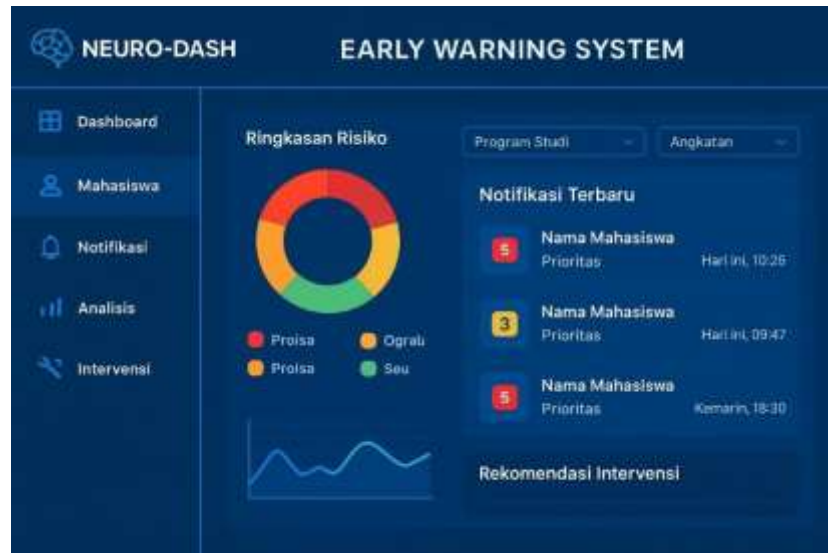 NEURO-DASH
EARLY WARNING SYSTEM
Dashboard
Mahasiswa
Notifikasi
Analisis
Intervensi
Ringkasan Risiko
Proisa
Ograli
Proisa
Seu
Program Studi
Angkatan
Notifikasi Terbaru
5
Nama Mahasiswa
Prioritas
Hari ini, 10:25
3
Nama Mahasiswa
Prioritas
Hari ini, 09:47
5
Nama Mahasiswa
Prioritas
Kemarin, 18:30
Rekomendasi Intervensi